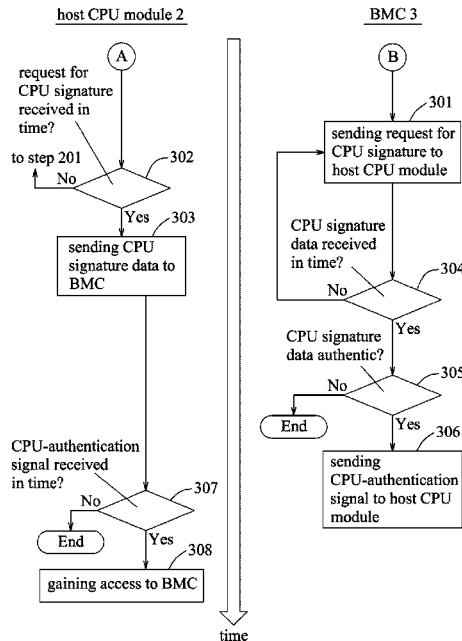 host CPU module 2
A
request for
CPU signature
received in
time?
302
to step 201
No
Yes
303
sending CPU
signature data to
BMC
CPU-authentication
signal received
in time?
307
No
End
Yes
308
gaining access to BMC
time
BMC 3
B
301
sending request for
CPU signature to
host CPU module
CPU signature
data received
in time?
304
No
Yes
CPU signature
data authentic?
305
No
End
Yes
306
sending
CPU-authentication
signal to host CPU
module